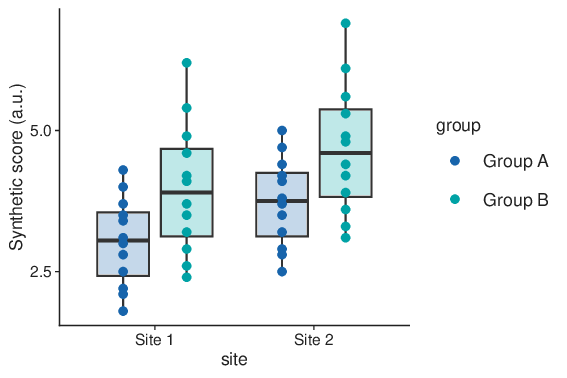 Synthetic score (a.u.)
5.0
2.5
Site 1
Site 2
site
group
Group A
Group B